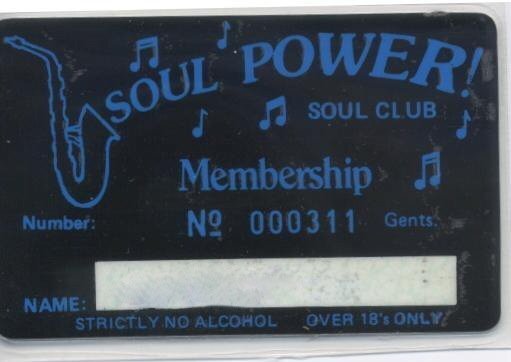 SOUL POWER!
SOUL CLUB
Membership
Number: Nº 000311 Gents.
NAME:
STRICTLY NO ALCOHOL OVER 18's ONLY